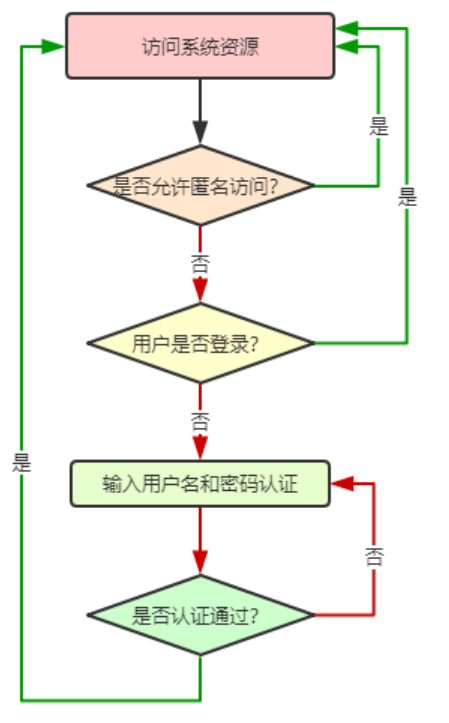 访问系统资源
是
是否允许匿名访问?
是
否
用户是否登录?
否
是
输入用户名和密码认证
否
是否认证通过?